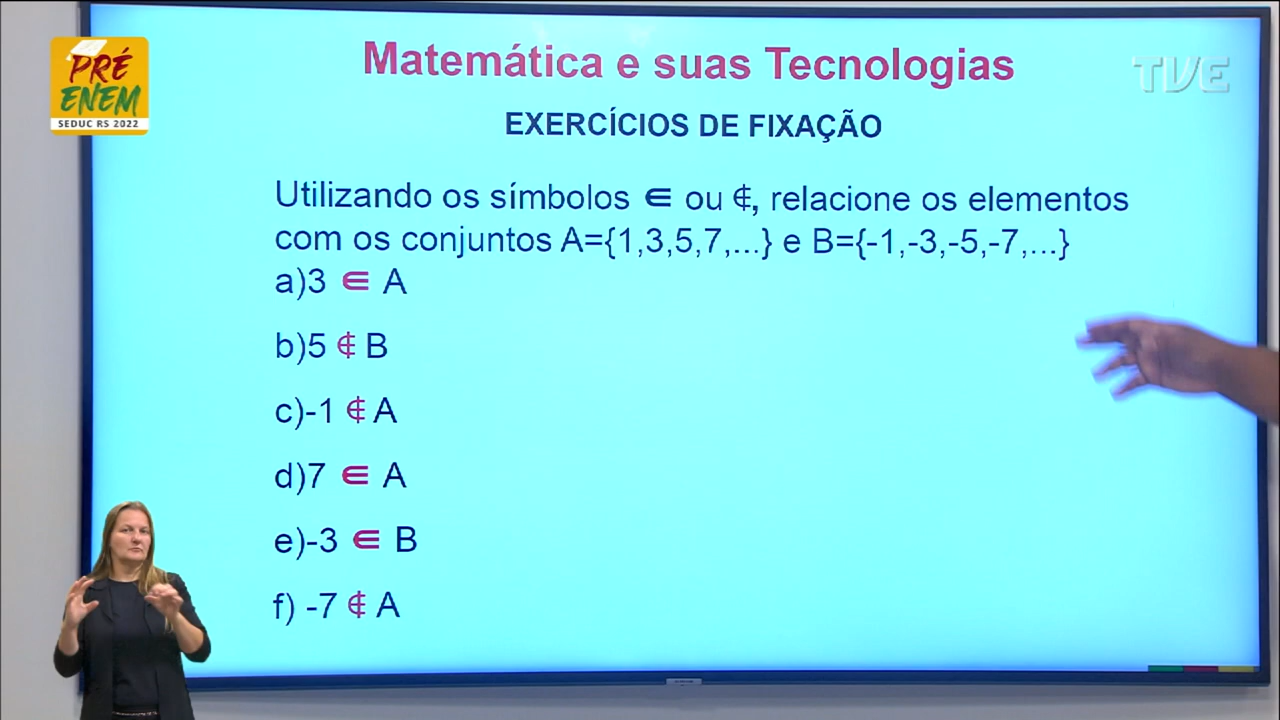 PRÉ
ENEM
SEDUC RS 2022
TVE
Matemática e suas Tecnologias
EXERCÍCIOS DE FIXAÇÃO
Utilizando os símbolos ∈ ou ∉, relacione os elementos
com os conjuntos A={1,3,5,7,...} e B={-1,-3,-5,-7,...}
a)3 ∈ A
b)5 ∉ B
c)-1 ∉ A
d)7 ∈ A
e)-3 ∈ B
f) -7 ∉ A